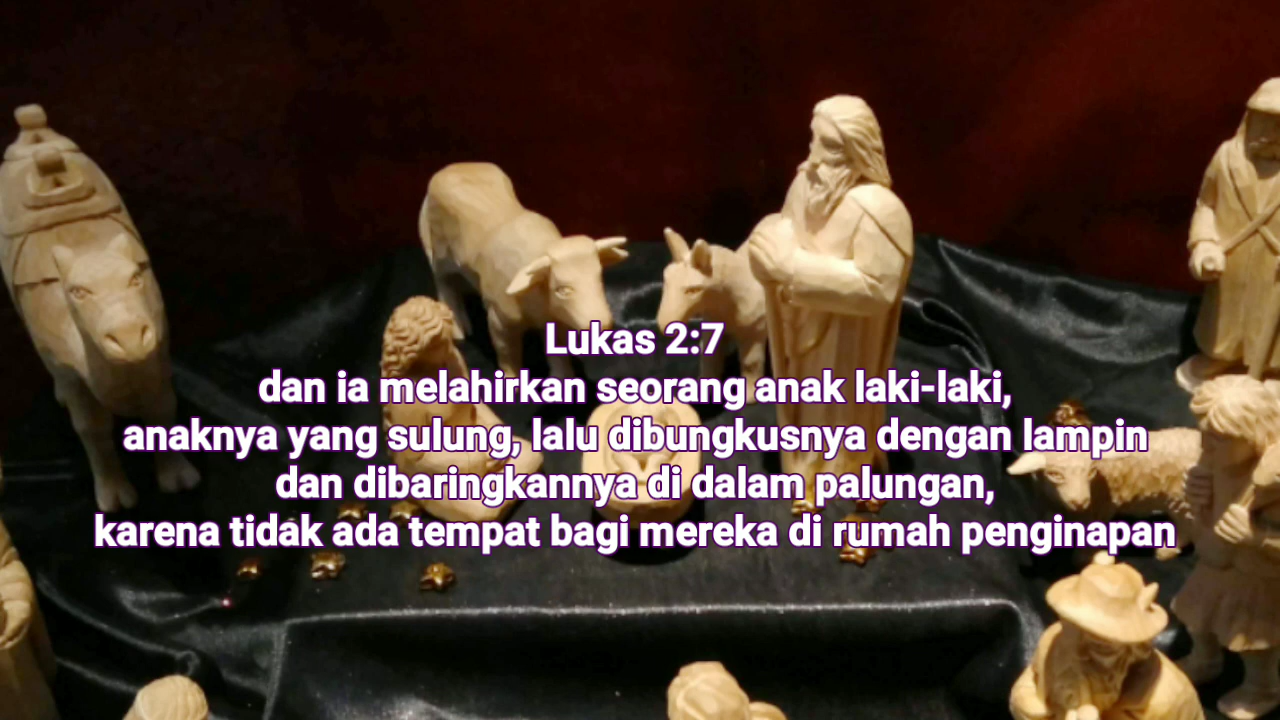 Lukas 2:7
dan ia melahirkan seorang anak laki-laki,
anaknya yang sulung, lalu dibungkusnya dengan lampin
dan dibaringkannya di dalam palungan,
karena tidak ada tempat bagi mereka di rumah penginapan